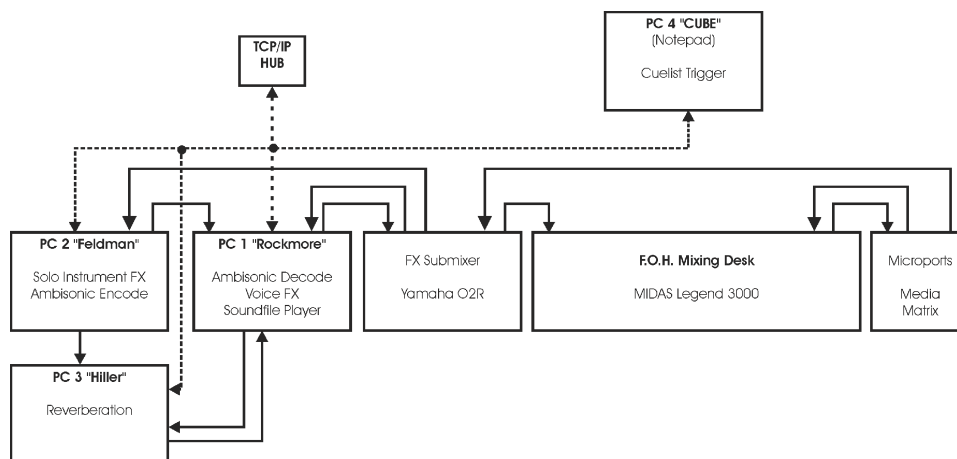 PC 4 "CUBE"
(Notepad)
Cuelist Trigger
TCP/IP
HUB
PC 2 "Feldman"
Solo Instrument FX
Ambisonic Encode
PC 1 "Rockmore"
Ambisonic Decode
Voice FX
Soundfile Player
FX Submixer
Yamaha O2R
F.O.H. Mixing Desk
MIDAS Legend 3000
Microports
Media
Matrix
PC 3 "Hiller"
Reverberation